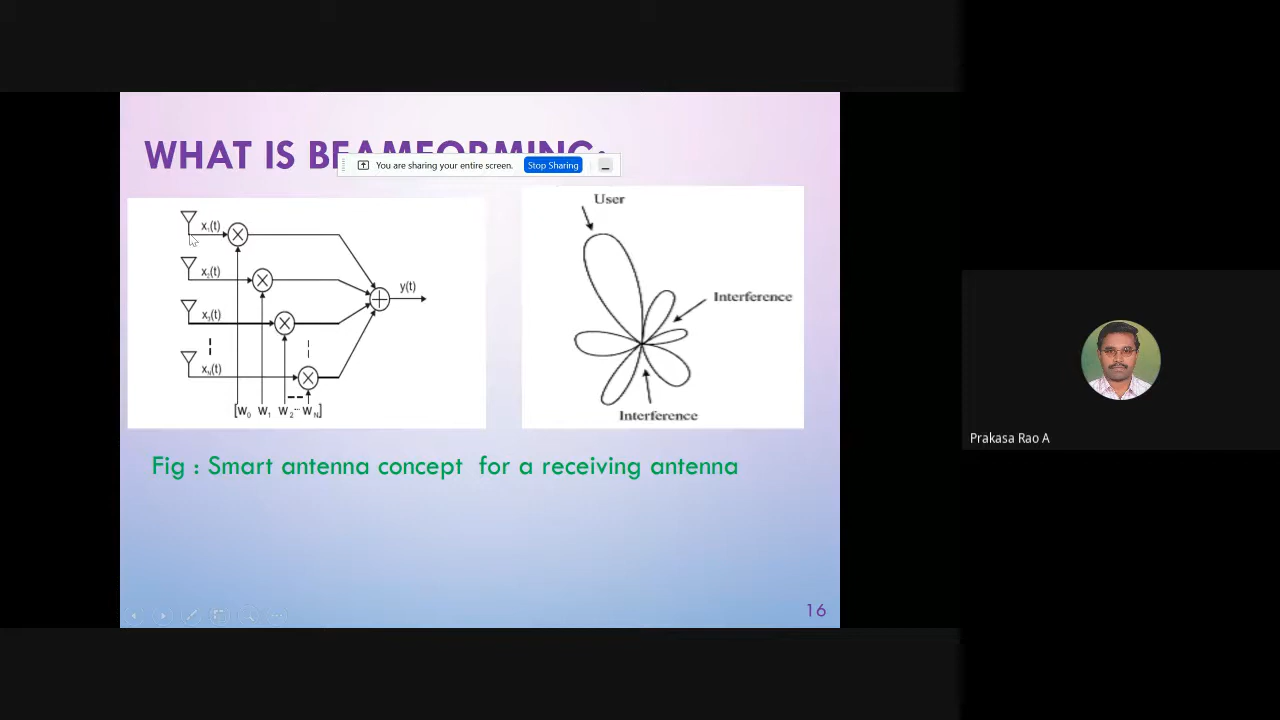 WHAT IS BEAMFORMING:
You are sharing your entire screen.
Stop Sharing
x₁(t)
x₂(t)
x₃(t)
xₙ(t)
y(t)
[w₀ w₁ w₂ -- wₙ]
User
Interference
Interference
Fig : Smart antenna concept for a receiving antenna
16
Prakasa Rao A